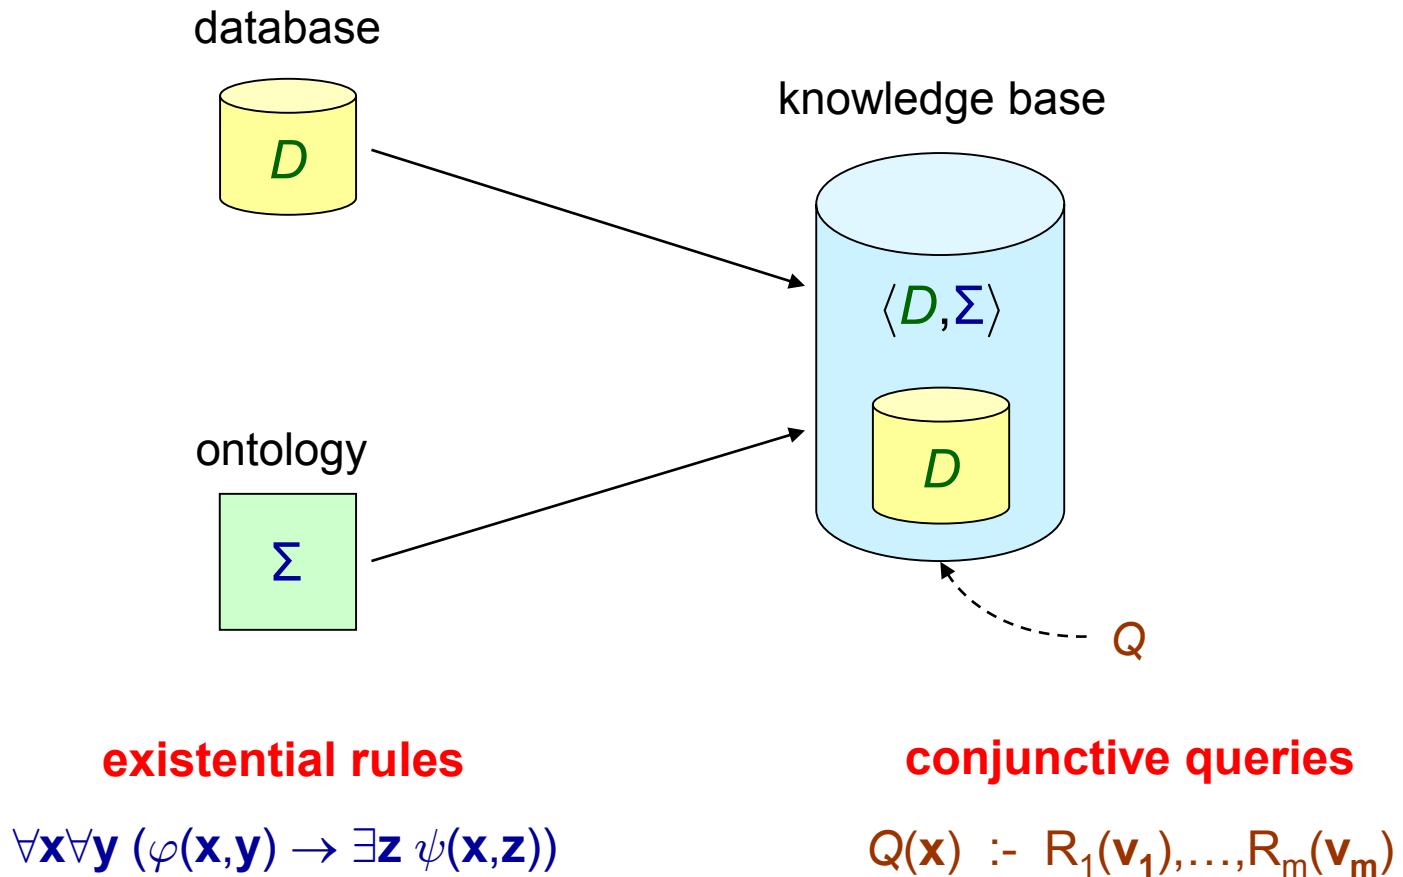 database
D
knowledge base
⟨D,Σ⟩
D
ontology
Σ
Q
existential rules
∀x∀y (φ(x,y) → ∃z ψ(x,z))
conjunctive queries
Q(x) :- R₁(v₁),…,Rₘ(vₘ)